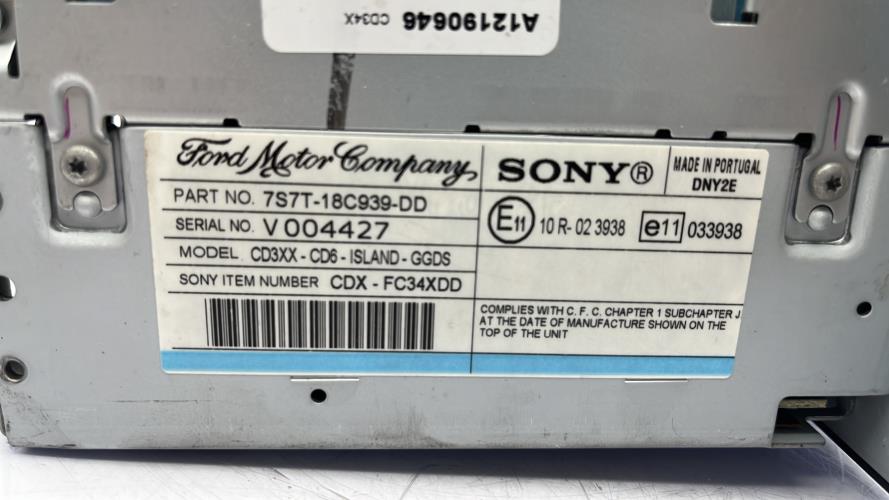 A12190646
CD34X
Ford Motor Company
PART NO. 7S7T-18C939-DD
SERIAL NO. V 004427
MODEL CD3XX - CD6 - ISLAND - GGDS
SONY ITEM NUMBER CDX - FC34XDD
SONY®
MADE IN PORTUGAL
DNY2E
E11 10 R- 02 3938 e11 033938
COMPLIES WITH C. F. C. CHAPTER 1 SUBCHAPTER J
AT THE DATE OF MANUFACTURE SHOWN ON THE
TOP OF THE UNIT